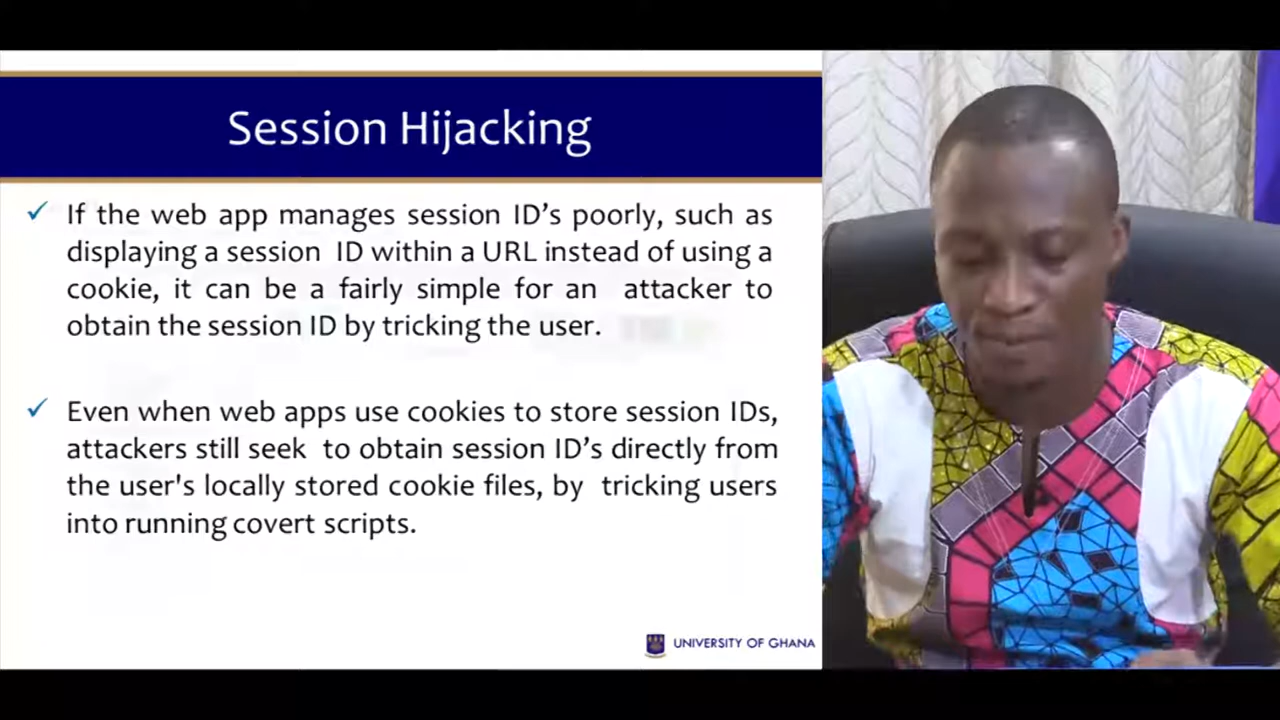 Session Hijacking
✓ If the web app manages session ID’s poorly, such as
displaying a session ID within a URL instead of using a
cookie, it can be a fairly simple for an attacker to
obtain the session ID by tricking the user.
✓ Even when web apps use cookies to store session IDs,
attackers still seek to obtain session ID’s directly from
the user's locally stored cookie files, by tricking users
into running covert scripts.
UNIVERSITY OF GHANA